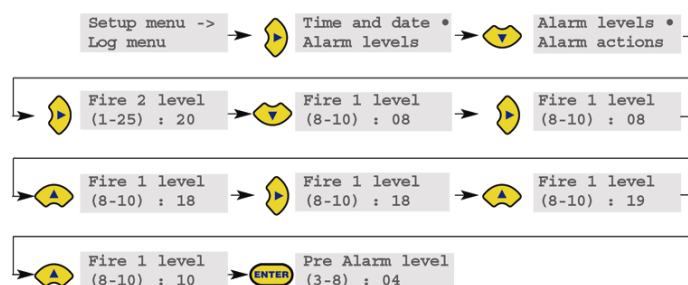 Setup menu ->
Log menu
Time and date •
Alarm levels
Alarm levels •
Alarm actions
Fire 2 level
(1-25) : 20
Fire 1 level
(8-10) : 08
Fire 1 level
(8-10) : 08
Fire 1 level
(8-10) : 18
Fire 1 level
(8-10) : 18
Fire 1 level
(8-10) : 19
Fire 1 level
(8-10) : 10
ENTER
Pre Alarm level
(3-8) : 04